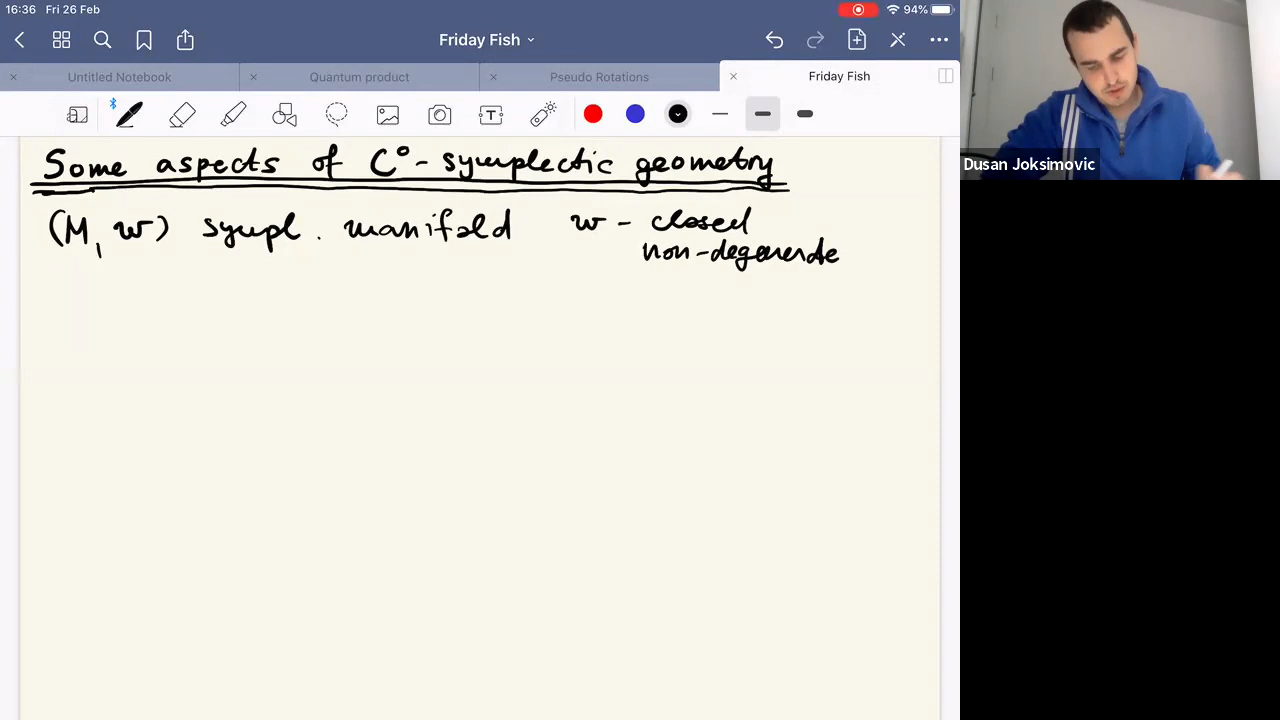 16:36 Fri 26 Feb 94%
Friday Fish
Untitled Notebook Quantum product Pseudo Rotations Friday Fish
T
Dusan Joksimovic
Some aspects of C⁰-symplectic geometry
(M, ω) sympl. manifold ω - closed
non-degenerate